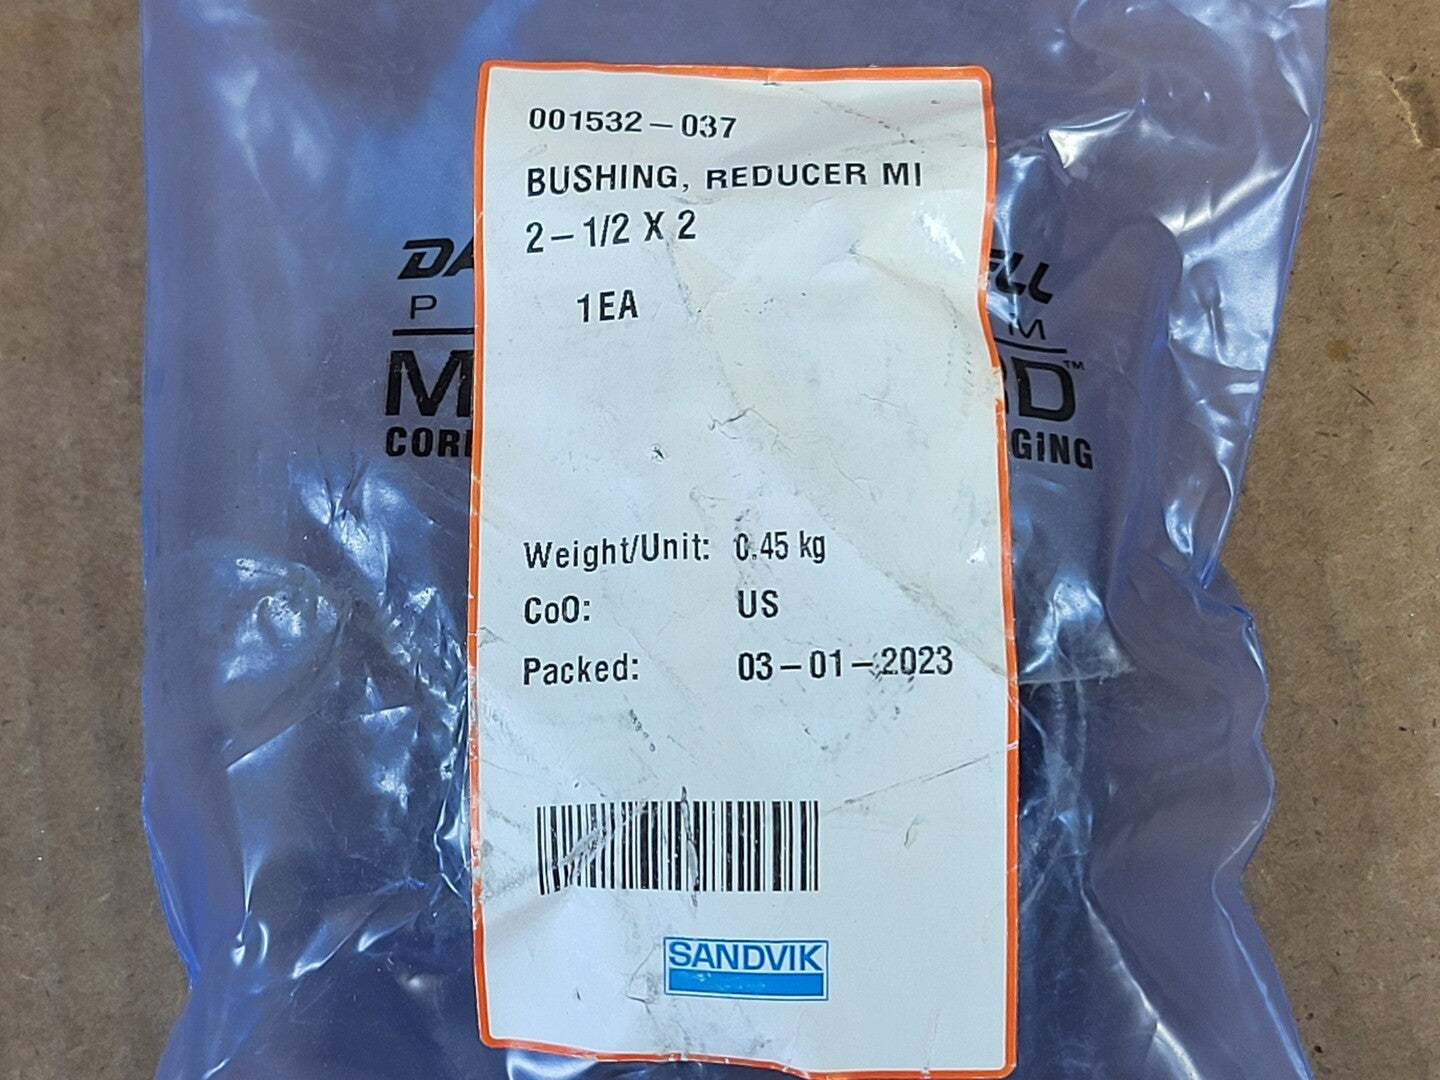 001532-037
BUSHING, REDUCER MI
2-1/2 X 2
1EA
Weight/Unit: 0.45 kg
CoO: US
Packed: 03-01-2023
SANDVIK